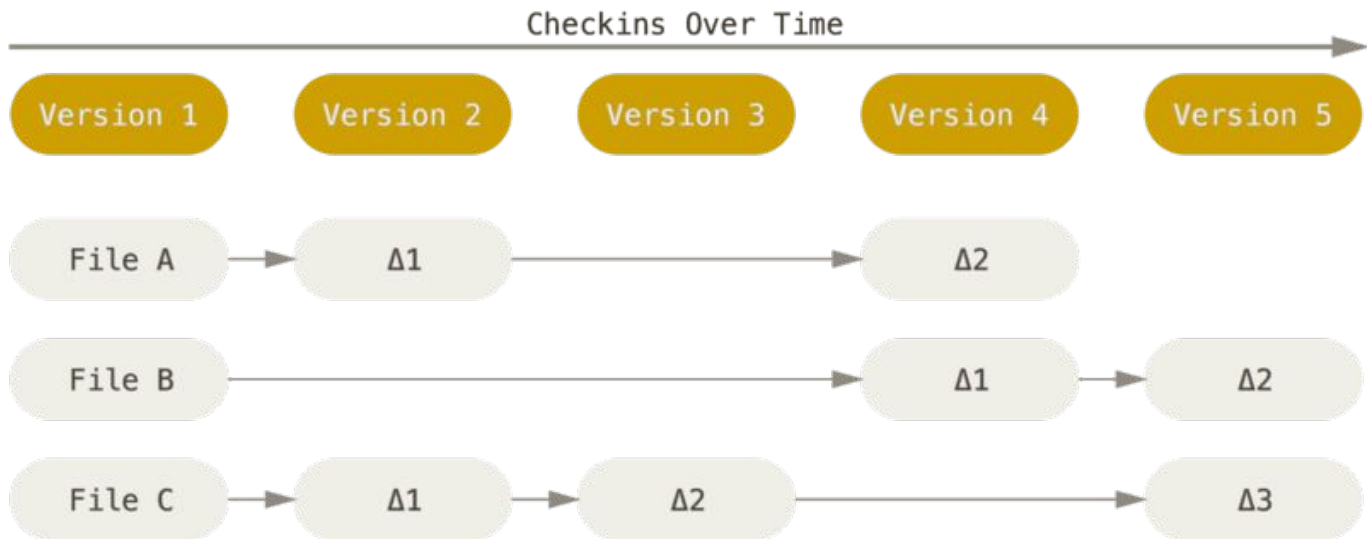 Checkins Over Time
Version 1 Version 2 Version 3 Version 4 Version 5
File A Δ1 Δ2
File B Δ1 Δ2
File C Δ1 Δ2 Δ3